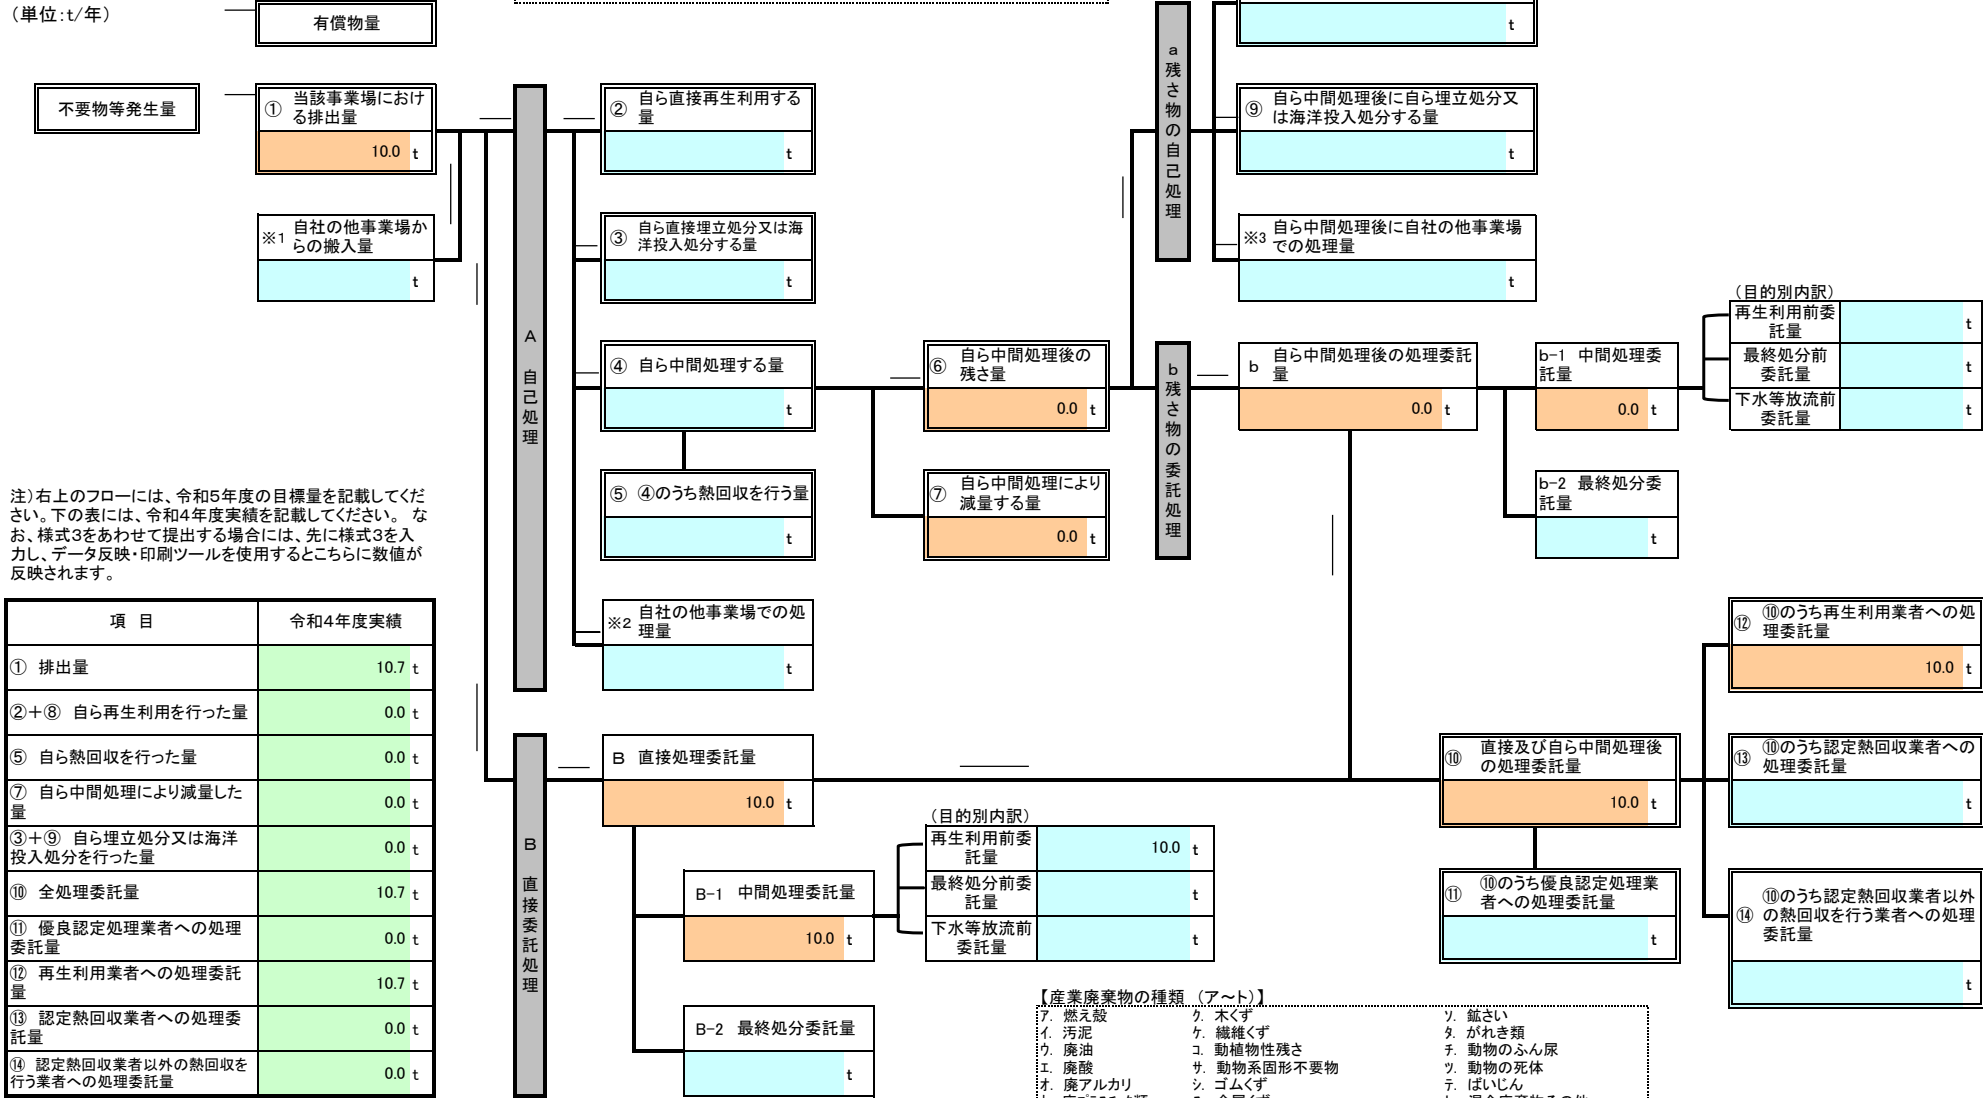 （単位:t/年）
有償物量
t
不要物等発生量
① 当該事業場におけ
る排出量
10.0 t
※1 自社の他事業場か
らの搬入量
t
A 自己処理
② 自ら直接再生利用する
量
t
③ 自ら直接埋立処分又は海
洋投入処分する量
t
④ 自ら中間処理する量
t
⑤ ④のうち熱回収を行う量
t
※2 自社の他事業場での処
理量
t
⑥ 自ら中間処理後の
残さ量
0.0 t
⑦ 自ら中間処理により
減量する量
0.0 t
a 残さ物の自己処理
⑨ 自ら中間処理後に自ら埋立処分又
は海洋投入処分する量
t
※3 自ら中間処理後に自社の他事業場
での処理量
t
b 残さ物の委託処理
b 自ら中間処理後の処理委託
量
0.0 t
b-1 中間処理委
託量
0.0 t
b-2 最終処分委
託量
t
（目的別内訳）
再生利用前委
託量
t
最終処分前
委託量
t
下水等放流前
委託量
t
注）右上のフローには、令和5年度の目標量を記載してくだ
さい。下の表には、令和4年度実績を記載してください。 な
お、様式3をあわせて提出する場合には、先に様式3を入
力し、データ反映・印刷ツールを使用するとこちらに数値が
反映されます。
項 目 令和4年度実績
① 排出量 10.7 t
②+⑧ 自ら再生利用を行った量 0.0 t
⑤ 自ら熱回収を行った量 0.0 t
⑦ 自ら中間処理により減量した
量 0.0 t
③+⑨ 自ら埋立処分又は海洋
投入処分を行った量 0.0 t
⑩ 全処理委託量 10.7 t
⑪ 優良認定処理業者への処理
委託量 0.0 t
⑫ 再生利用業者への処理委託
量 10.7 t
⑬ 認定熱回収業者への処理委
託量 0.0 t
⑭ 認定熱回収業者以外の熱回収を
行う業者への処理委託量 0.0 t
B 直接委託処理
B 直接処理委託量
10.0 t
B-1 中間処理委託量
10.0 t
B-2 最終処分委託量
t
（目的別内訳）
再生利用前委
託量
10.0 t
最終処分前委
託量
t
下水等放流前
委託量
t
⑩ 直接及び自ら中間処理後
の処理委託量
10.0 t
⑪ ⑩のうち優良認定処理業
者への処理委託量
t
⑫ ⑩のうち再生利用業者への処
理委託量
10.0 t
⑬ ⑩のうち認定熱回収業者への
処理委託量
t
⑭ ⑩のうち認定熱回収業者以外
の熱回収を行う業者への処理
委託量
t
【産業廃棄物の種類 （ア～ト）】
ア. 燃え殻 ク. 木くず ソ. 鉱さい
イ. 汚泥 ケ. 繊維くず タ. がれき類
ウ. 廃油 コ. 動植物性残さ チ. 動物のふん尿
エ. 廃酸 サ. 動物系固形不要物 ツ. 動物の死体
オ. 廃アルカリ シ. ゴムくず テ. ばいじん